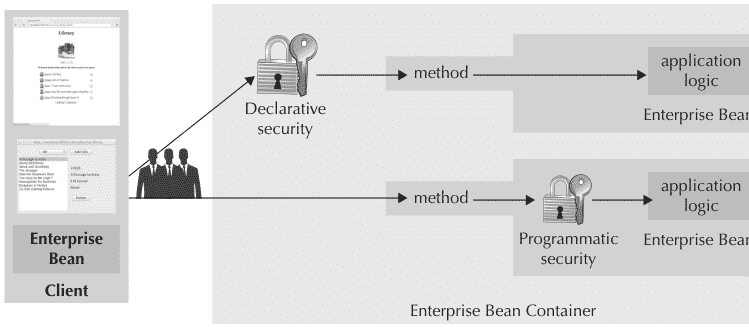 Library
Declarative
security
method
application
logic
Enterprise Bean
method
Programmatic
security
application
logic
Enterprise Bean
Enterprise
Bean
Client
Enterprise Bean Container